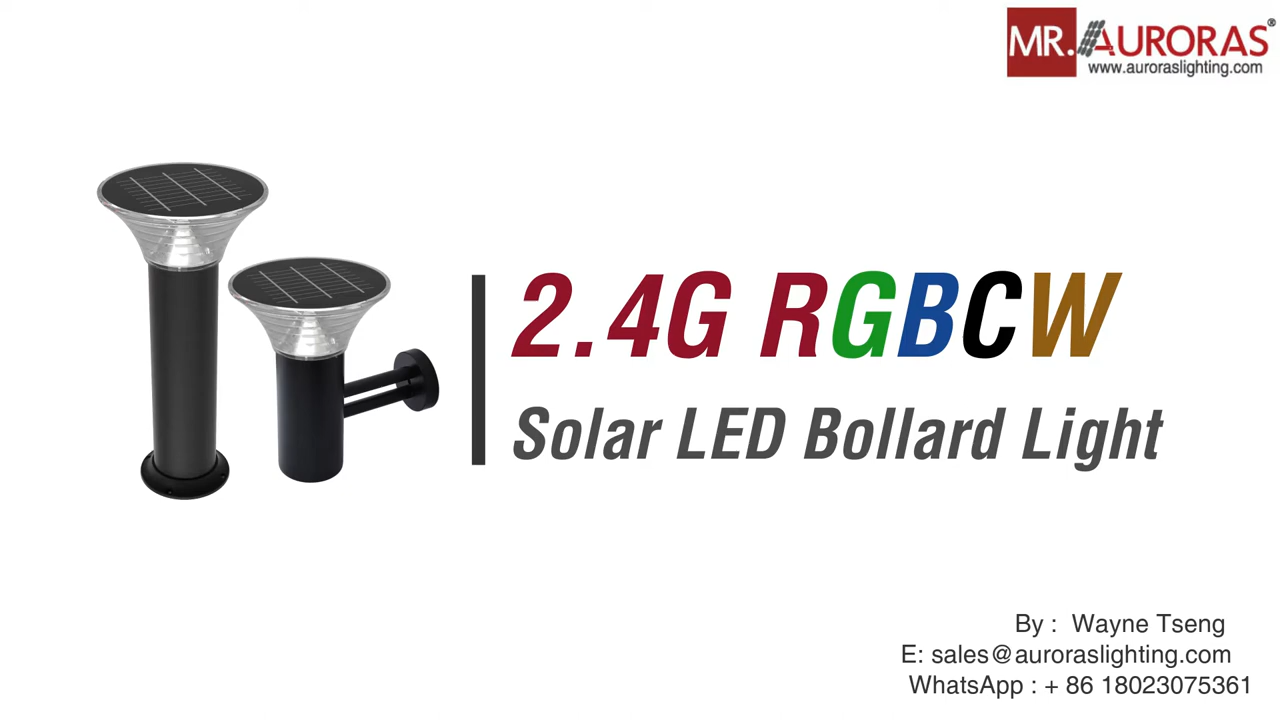 MR. AURORAS®
www.auroraslighting.com
2.4G RGBCW
Solar LED Bollard Light
By : Wayne Tseng
E: sales@auroraslighting.com
WhatsApp : + 86 18023075361